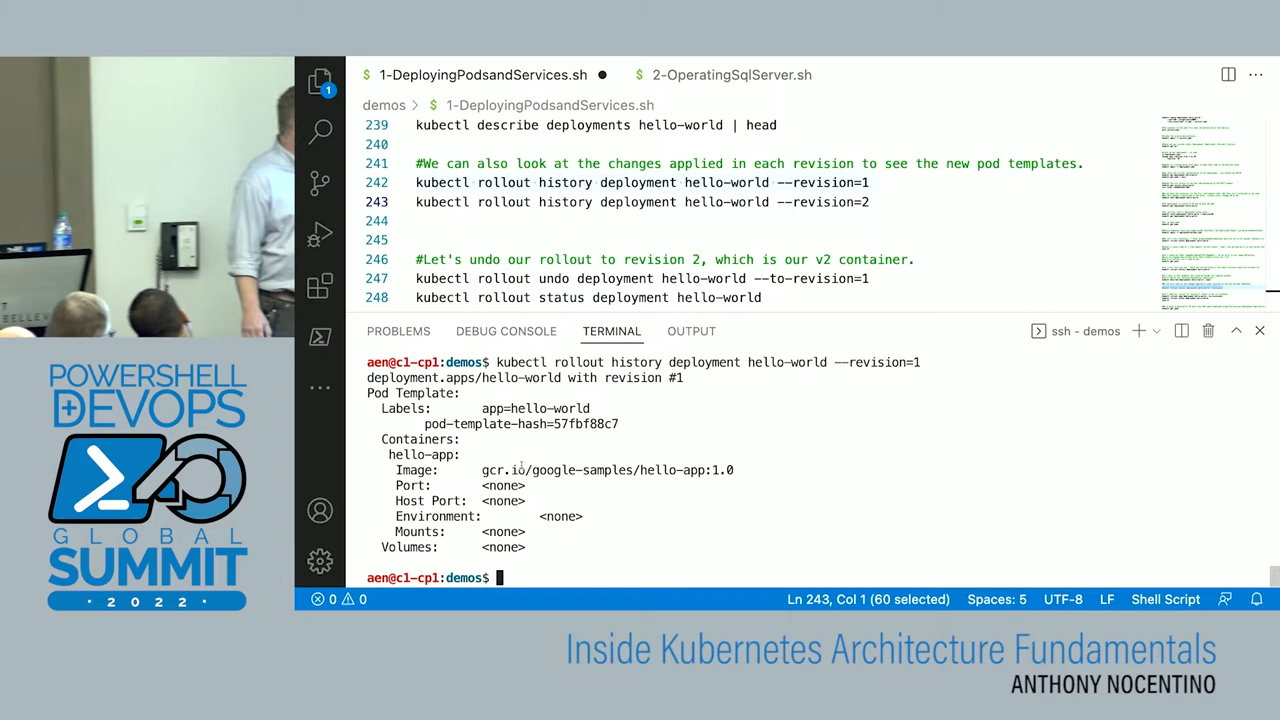 1-DeployingPodsandServices.sh
2-OperatingSqlServer.sh
demos > $ 1-DeployingPodsandServices.sh
239 kubectl describe deployments hello-world | head
240
241 #We can also look at the changes applied in each revision to see the new pod templates.
242 kubectl rollout history deployment hello-world --revision=1
243 kubectl rollout history deployment hello-world --revision=2
244
245
246 #Let's undo our rollout to revision 2, which is our v2 container.
247 kubectl rollout undo deployment hello-world --to-revision=1
248 kubectl rollout status deployment hello-world
PROBLEMS DEBUG CONSOLE TERMINAL OUTPUT ssh - demos
aen@c1-cp1:demos$ kubectl rollout history deployment hello-world --revision=1
deployment.apps/hello-world with revision #1
Pod Template:
Labels: app=hello-world
pod-template-hash=57fbf88c7
Containers:
hello-app:
Image: gcr.io/google-samples/hello-app:1.0
Port: <none>
Host Port: <none>
Environment: <none>
Mounts: <none>
Volumes: <none>
aen@c1-cp1:demos$
0 0 Ln 243, Col 1 (60 selected) Spaces: 5 UTF-8 LF Shell Script
POWERSHELL
+DEVOPS
GLOBAL
SUMMIT
· 2022 ·
Inside Kubernetes Architecture Fundamentals
ANTHONY NOCENTINO